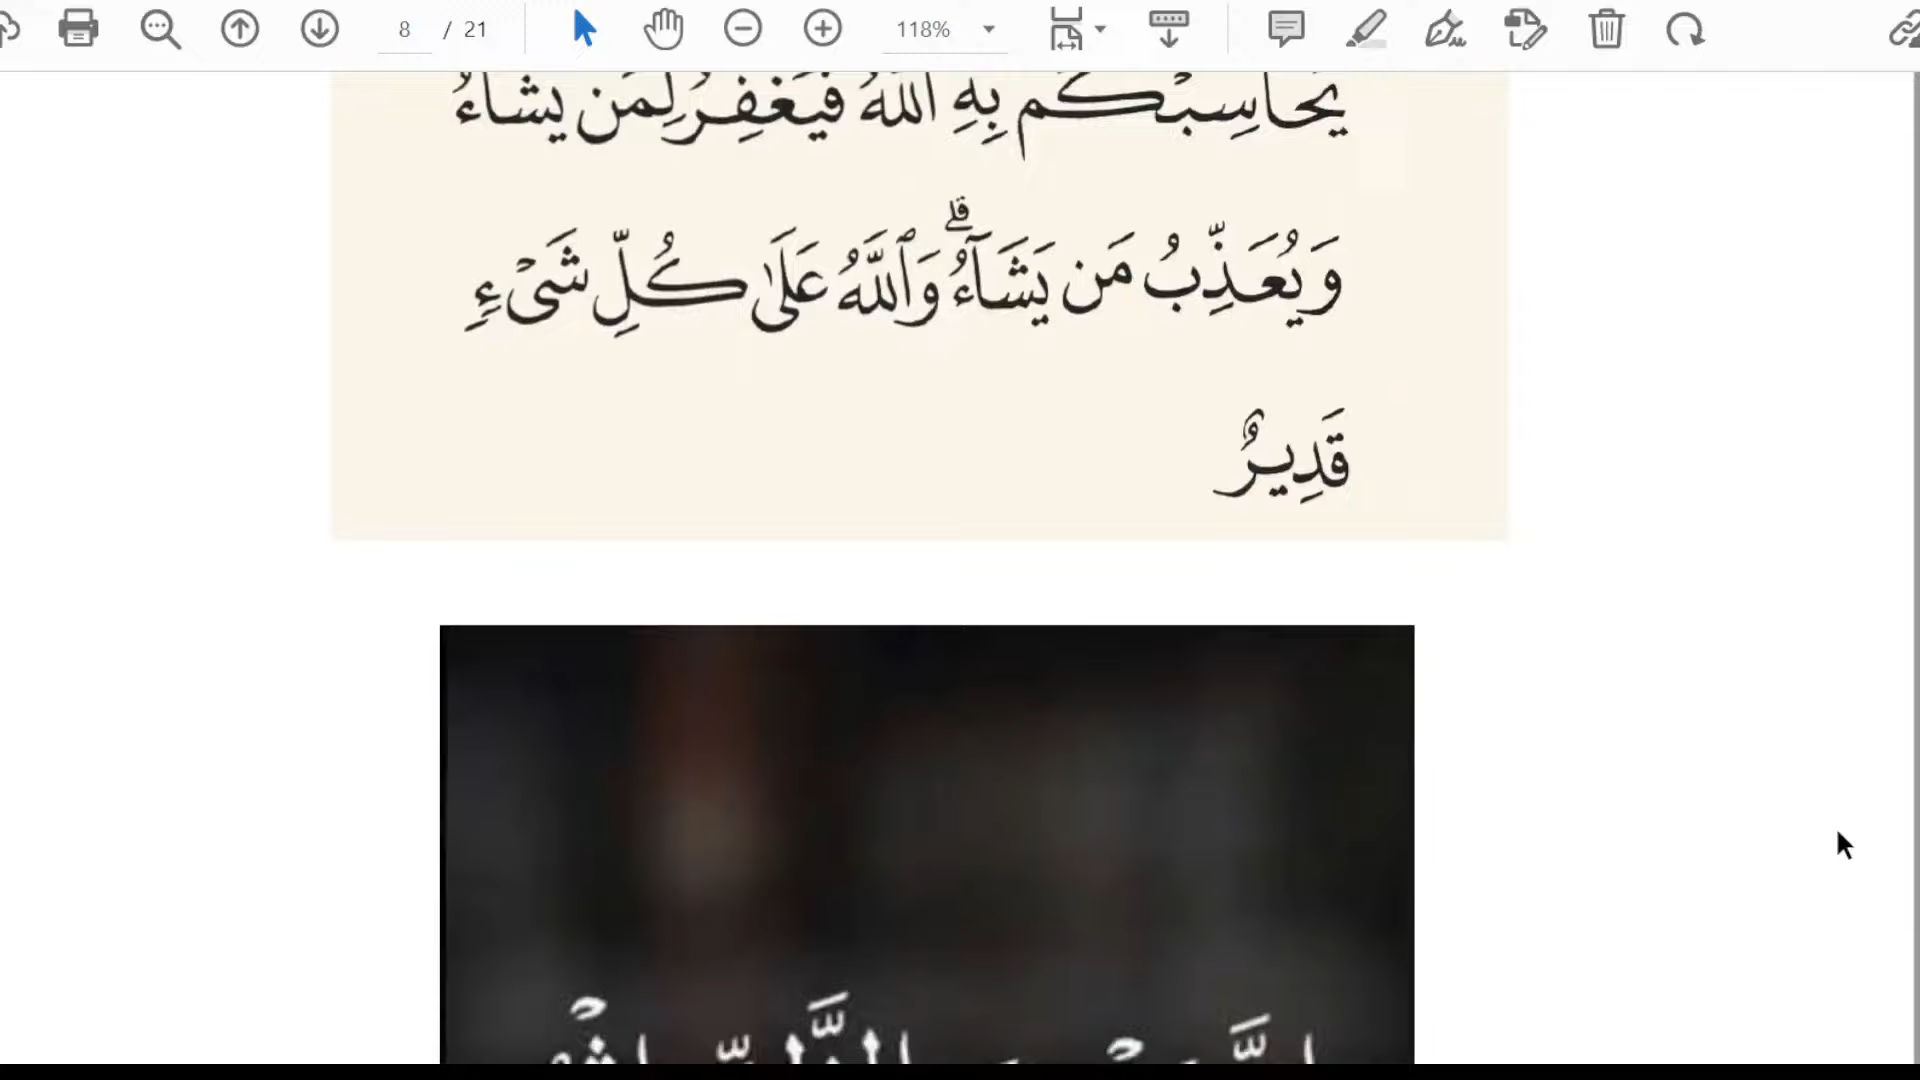 8 / 21 118%
يُحَاسِبْكُم بِهِ ٱللَّهُ فَيَغْفِرُ لِمَن يَشَآءُ
وَيُعَذِّبُ مَن يَشَآءُ ۗ وَٱللَّهُ عَلَىٰ كُلِّ شَىْءٍ
قَدِيرٌ